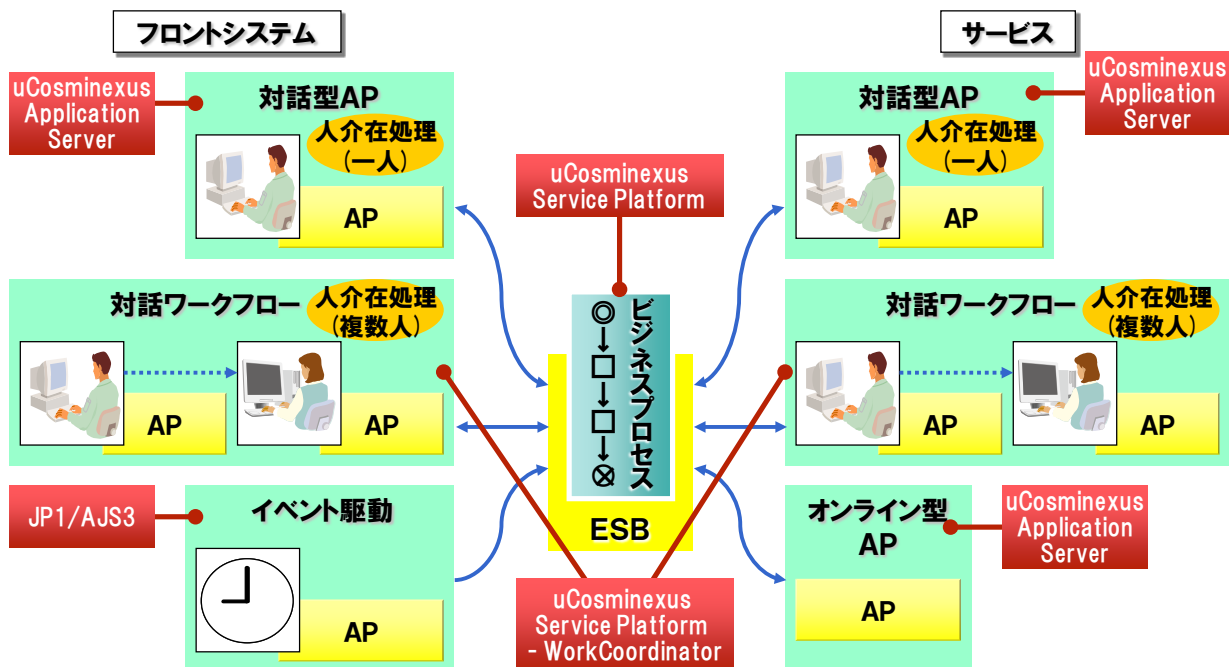 フロントシステム
サービス
uCosminexus
Application
Server
対話型AP
人介在処理
(一人)
AP
uCosminexus
Service Platform
対話型AP
人介在処理
(一人)
AP
uCosminexus
Application
Server
対話ワークフロー
人介在処理
(複数人)
AP
AP
ビジネスプロセス
ESB
対話ワークフロー
人介在処理
(複数人)
AP
AP
JP1/AJS3
イベント駆動
AP
uCosminexus
Service Platform
- WorkCoordinator
オンライン型
AP
AP
uCosminexus
Application
Server